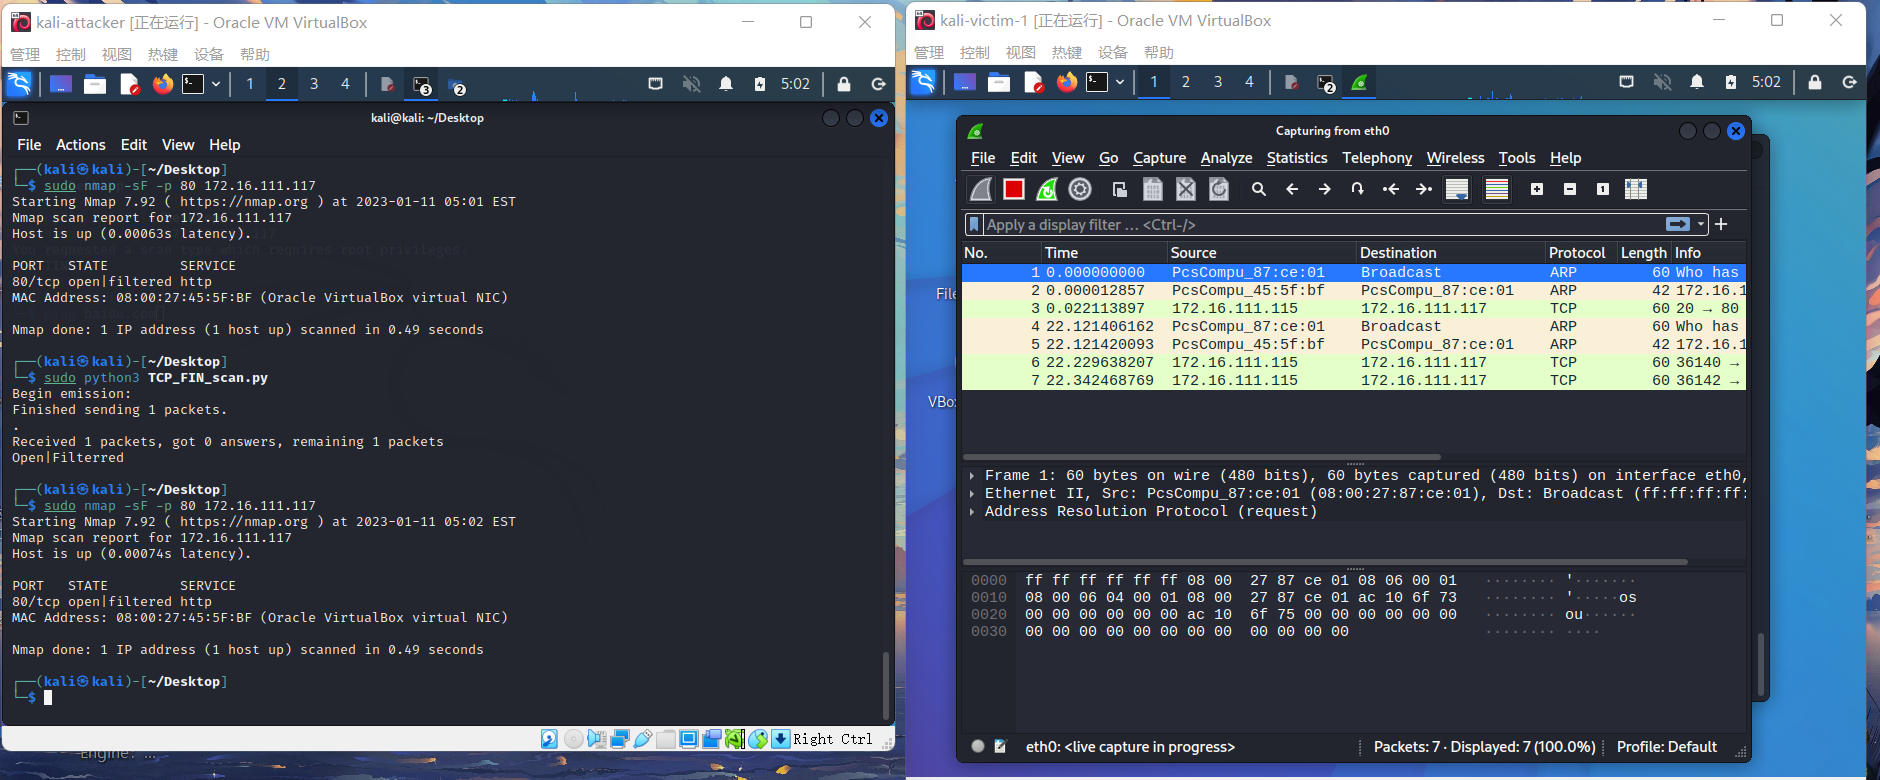 kali-attacker [正在运行] - Oracle VM VirtualBox
管理 控制 视图 热键 设备 帮助
1 2 3 4 3 2 5:02
kali@kali: ~/Desktop
File Actions Edit View Help
┌──(kali㉿kali)-[~/Desktop]
└─$ sudo nmap -sF -p 80 172.16.111.117
Starting Nmap 7.92 ( https://nmap.org ) at 2023-01-11 05:01 EST
Nmap scan report for 172.16.111.117
Host is up (0.00063s latency).
You requested a scan type which requires root privileges.
PORT STATE SERVICE
80/tcp open|filtered http
MAC Address: 08:00:27:45:5F:BF (Oracle VirtualBox virtual NIC)
baidu.com
Nmap done: 1 IP address (1 host up) scanned in 0.49 seconds
┌──(kali㉿kali)-[~/Desktop]
└─$ sudo python3 TCP_FIN_scan.py
Begin emission:
Finished sending 1 packets.
.
Received 1 packets, got 0 answers, remaining 1 packets
Open|Filterred
┌──(kali㉿kali)-[~/Desktop]
└─$ sudo nmap -sF -p 80 172.16.111.117
Starting Nmap 7.92 ( https://nmap.org ) at 2023-01-11 05:02 EST
Nmap scan report for 172.16.111.117
Host is up (0.00074s latency).
PORT STATE SERVICE
80/tcp open|filtered http
MAC Address: 08:00:27:45:5F:BF (Oracle VirtualBox virtual NIC)
Nmap done: 1 IP address (1 host up) scanned in 0.49 seconds
┌──(kali㉿kali)-[~/Desktop]
└─$
Right Ctrl
Engine: ...
kali-victim-1 [正在运行] - Oracle VM VirtualBox
管理 控制 视图 热键 设备 帮助
1 2 3 4 2 5:02
Capturing from eth0
File Edit View Go Capture Analyze Statistics Telephony Wireless Tools Help
Apply a display filter ... <Ctrl-/>
No. Time Source Destination Protocol Length Info
1 0.000000000 PcsCompu_87:ce:01 Broadcast ARP 60 Who has
2 0.000012857 PcsCompu_45:5f:bf PcsCompu_87:ce:01 ARP 42 172.16.1
3 0.022113897 172.16.111.115 172.16.111.117 TCP 60 20 → 80
4 22.121406162 PcsCompu_87:ce:01 Broadcast ARP 60 Who has
5 22.121420093 PcsCompu_45:5f:bf PcsCompu_87:ce:01 ARP 42 172.16.1
6 22.229638207 172.16.111.115 172.16.111.117 TCP 60 36140 →
7 22.342468769 172.16.111.115 172.16.111.117 TCP 60 36142 →
File
VBox
Frame 1: 60 bytes on wire (480 bits), 60 bytes captured (480 bits) on interface eth0,
Ethernet II, Src: PcsCompu_87:ce:01 (08:00:27:87:ce:01), Dst: Broadcast (ff:ff:ff:ff:
Address Resolution Protocol (request)
0000 ff ff ff ff ff ff 08 00 27 87 ce 01 08 06 00 01 ········ '·······
0010 08 00 06 04 00 01 08 00 27 87 ce 01 ac 10 6f 73 ········ '·····os
0020 00 00 00 00 00 00 ac 10 6f 75 00 00 00 00 00 00 ········ ou······
0030 00 00 00 00 00 00 00 00 00 00 00 00 ········ ····
eth0: <live capture in progress>
Packets: 7 · Displayed: 7 (100.0%)
Profile: Default